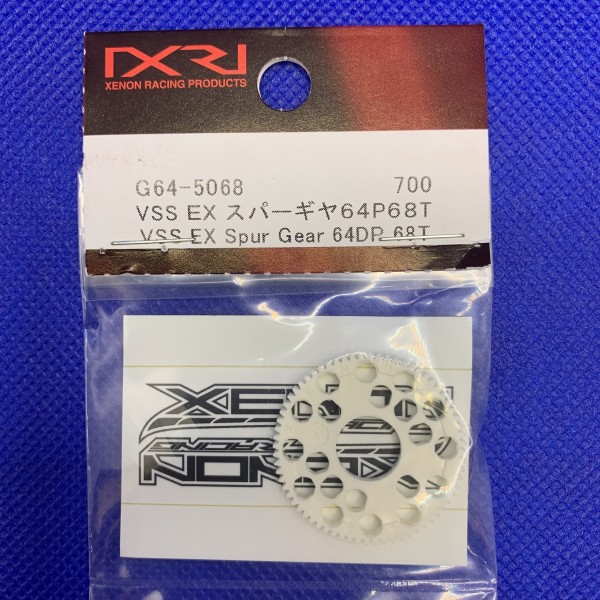 XRJ
XENON RACING PRODUCTS
G64-5068 700
VSS EX スパーギヤ64P68T
VSS EX Spur Gear 64DP 68T